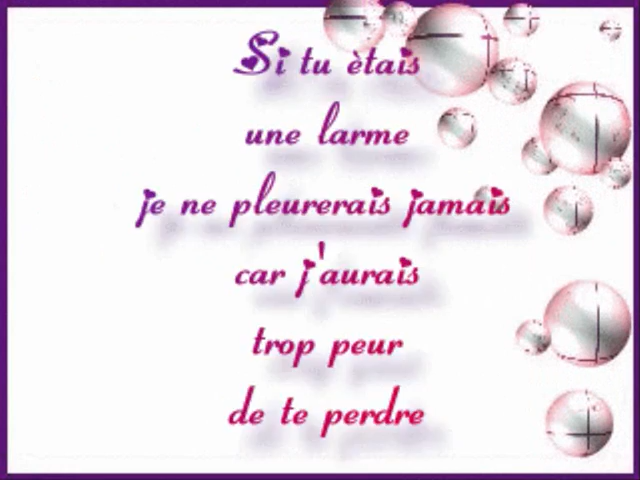 Si tu ètais
une larme
je ne pleurerais jamais
car j'aurais
trop peur
de te perdre